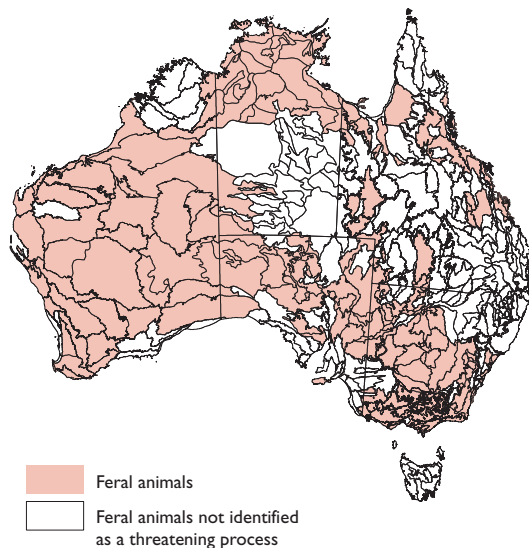 Feral animals
Feral animals not identified
as a threatening process